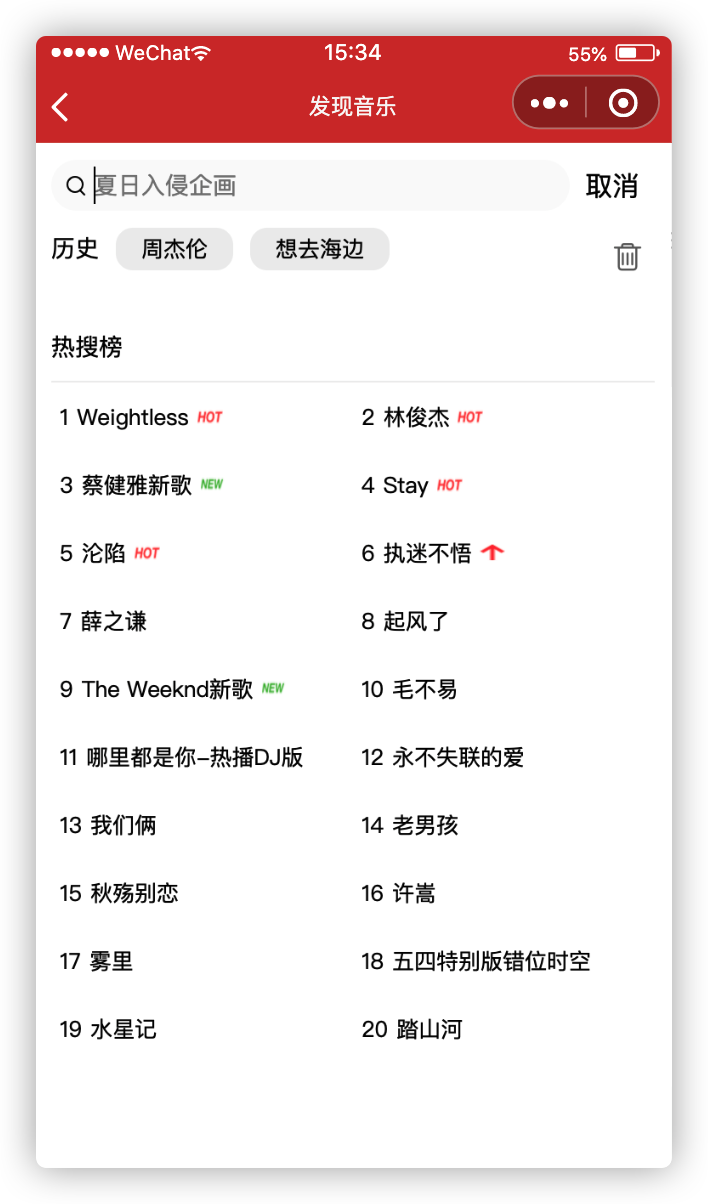 WeChat 15:34 55%
发现音乐
夏日入侵企画 取消
历史 周杰伦 想去海边
热搜榜
1 Weightless HOT 2 林俊杰 HOT
3 蔡健雅新歌 NEW 4 Stay HOT
5 沦陷 HOT 6 执迷不悟
7 薛之谦 8 起风了
9 The Weeknd新歌 NEW 10 毛不易
11 哪里都是你-热播DJ版 12 永不失联的爱
13 我们俩 14 老男孩
15 秋殇别恋 16 许嵩
17 雾里 18 五四特别版错位时空
19 水星记 20 踏山河